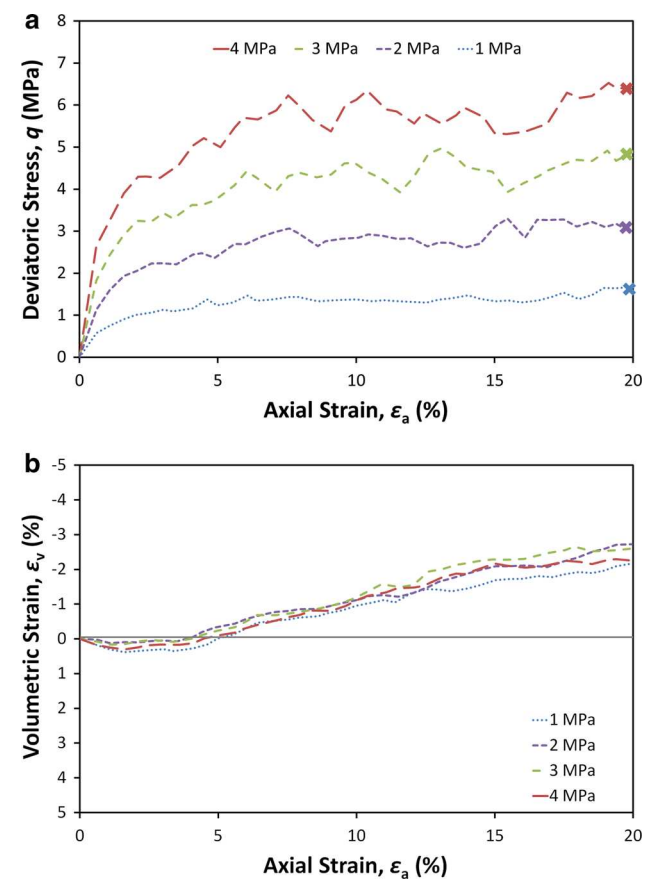 a
8
7
6
5
4
3
2
1
0
Deviatoric Stress, q (MPa)
4 MPa 3 MPa 2 MPa 1 MPa
0 5 10 15 20
Axial Strain, εa (%)
b
-5
-4
-3
-2
-1
0
1
2
3
4
5
Volumetric Strain, εv (%)
1 MPa
2 MPa
3 MPa
4 MPa
0 5 10 15 20
Axial Strain, εa (%)